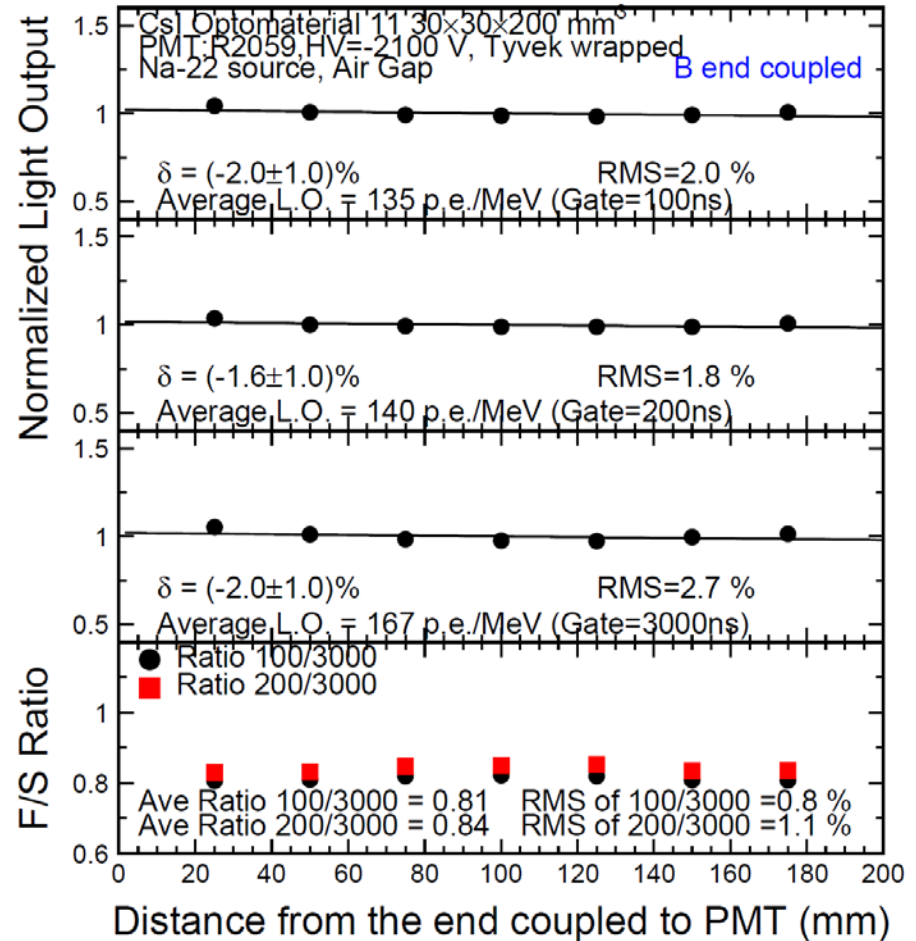 CsI Optomaterial 11 30×30×200 mm³
PMT;R2059,HV=-2100 V, Tyvek wrapped
Na-22 source, Air Gap
B end coupled
Normalized Light Output
1.5
1
0.5
δ = (-2.0±1.0)% RMS=2.0 %
Average L.O. = 135 p.e./MeV (Gate=100ns)
1.5
1
0.5
δ = (-1.6±1.0)% RMS=1.8 %
Average L.O. = 140 p.e./MeV (Gate=200ns)
1.5
1
0.5
δ = (-2.0±1.0)% RMS=2.7 %
Average L.O. = 167 p.e./MeV (Gate=3000ns)
F/S Ratio
Ratio 100/3000
Ratio 200/3000
1
0.8
0.6
Ave Ratio 100/3000 = 0.81 RMS of 100/3000 =0.8 %
Ave Ratio 200/3000 = 0.84 RMS of 200/3000 =1.1 %
0 20 40 60 80 100 120 140 160 180 200
Distance from the end coupled to PMT (mm)